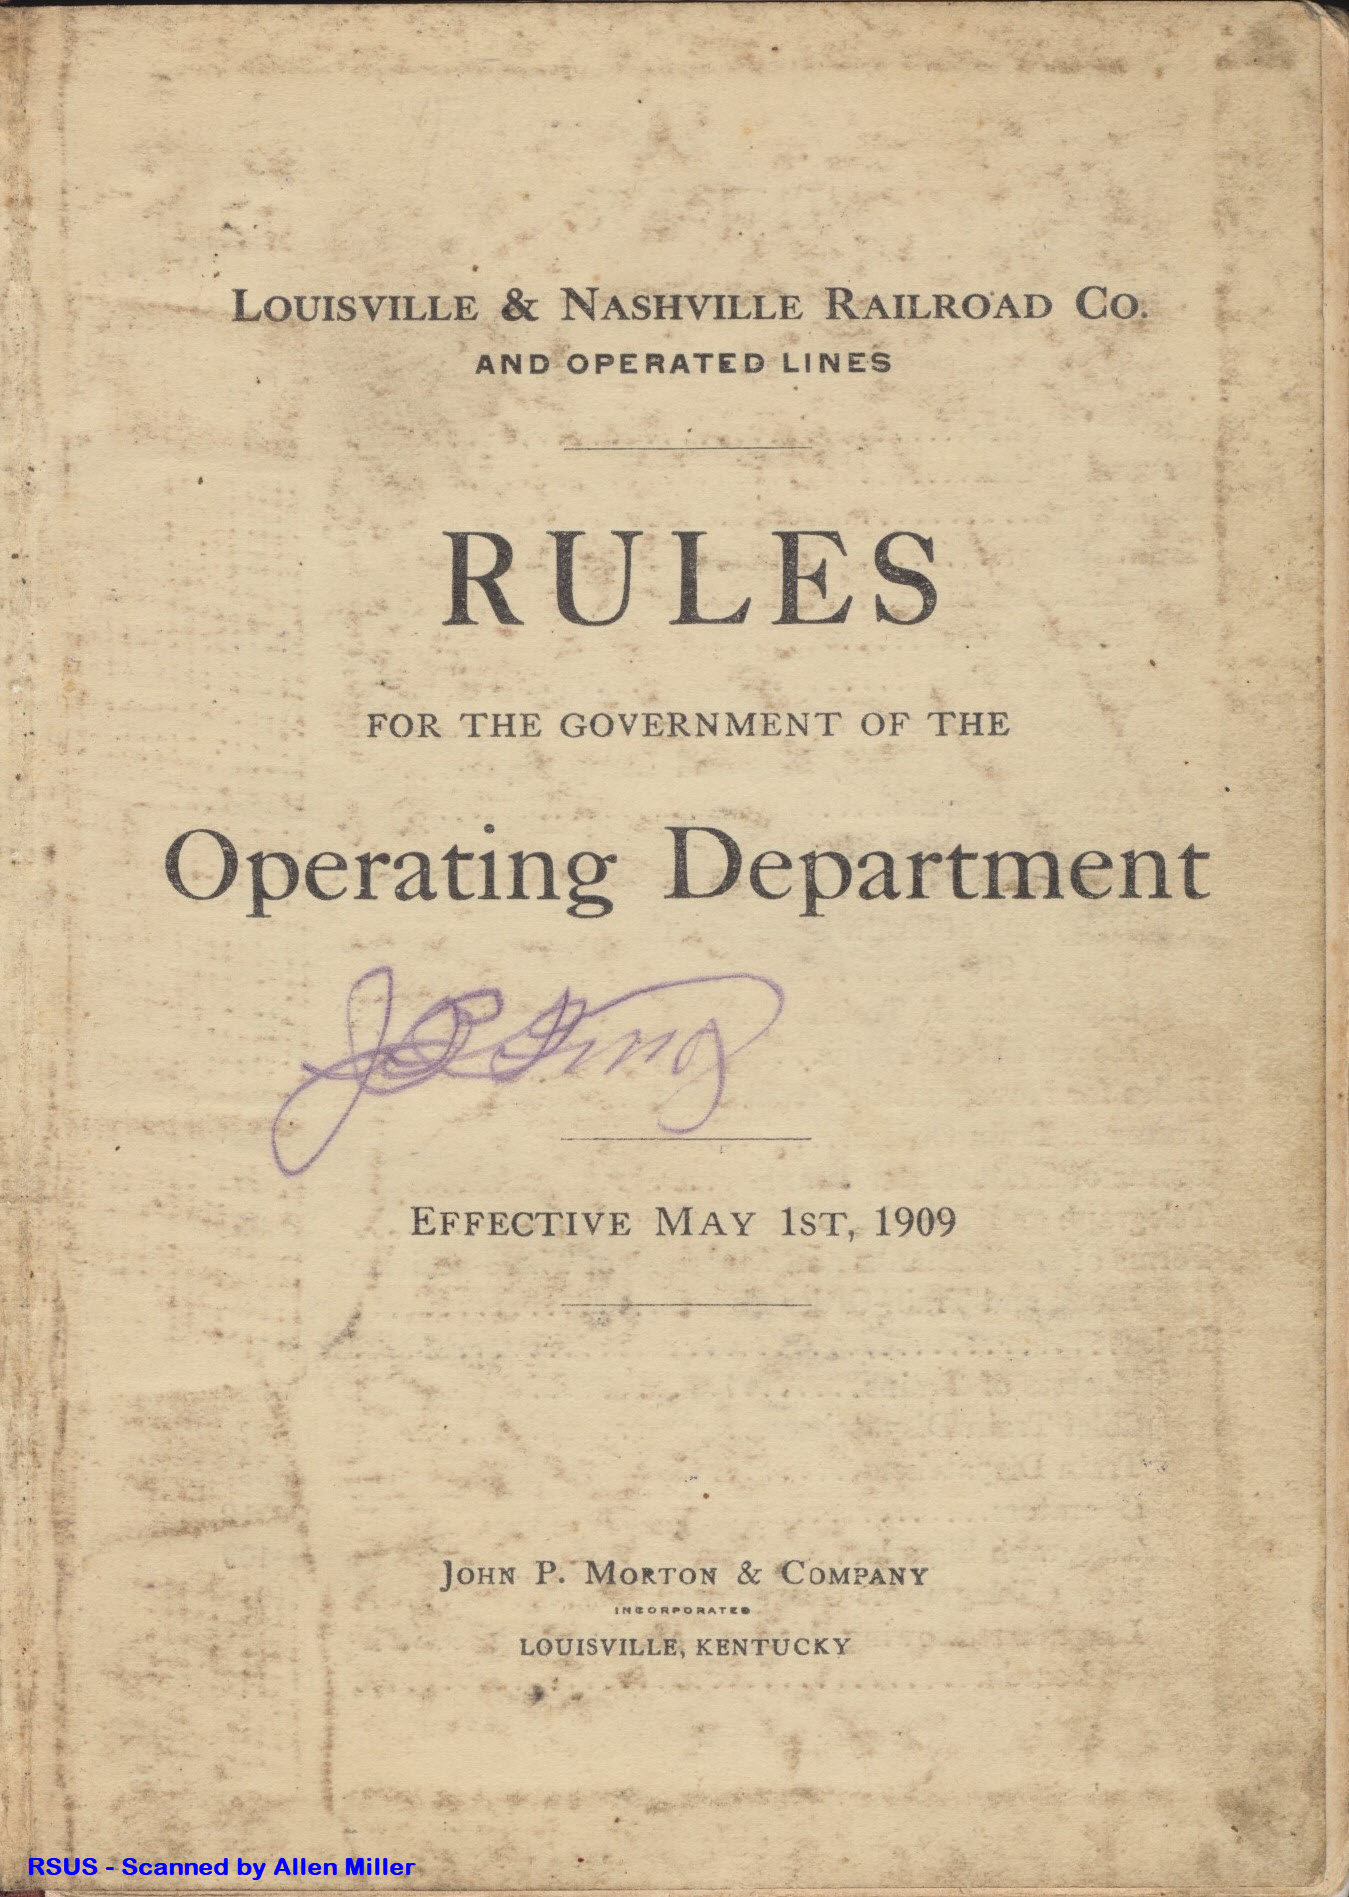 LOUISVILLE & NASHVILLE RAILROAD CO.
AND OPERATED LINES
RULES
FOR THE GOVERNMENT OF THE
Operating Department
King
EFFECTIVE MAY 1ST, 1909
JOHN P. MORTON & COMPANY
INCORPORATED
LOUISVILLE, KENTUCKY
RSUS - Scanned by Allen Miller